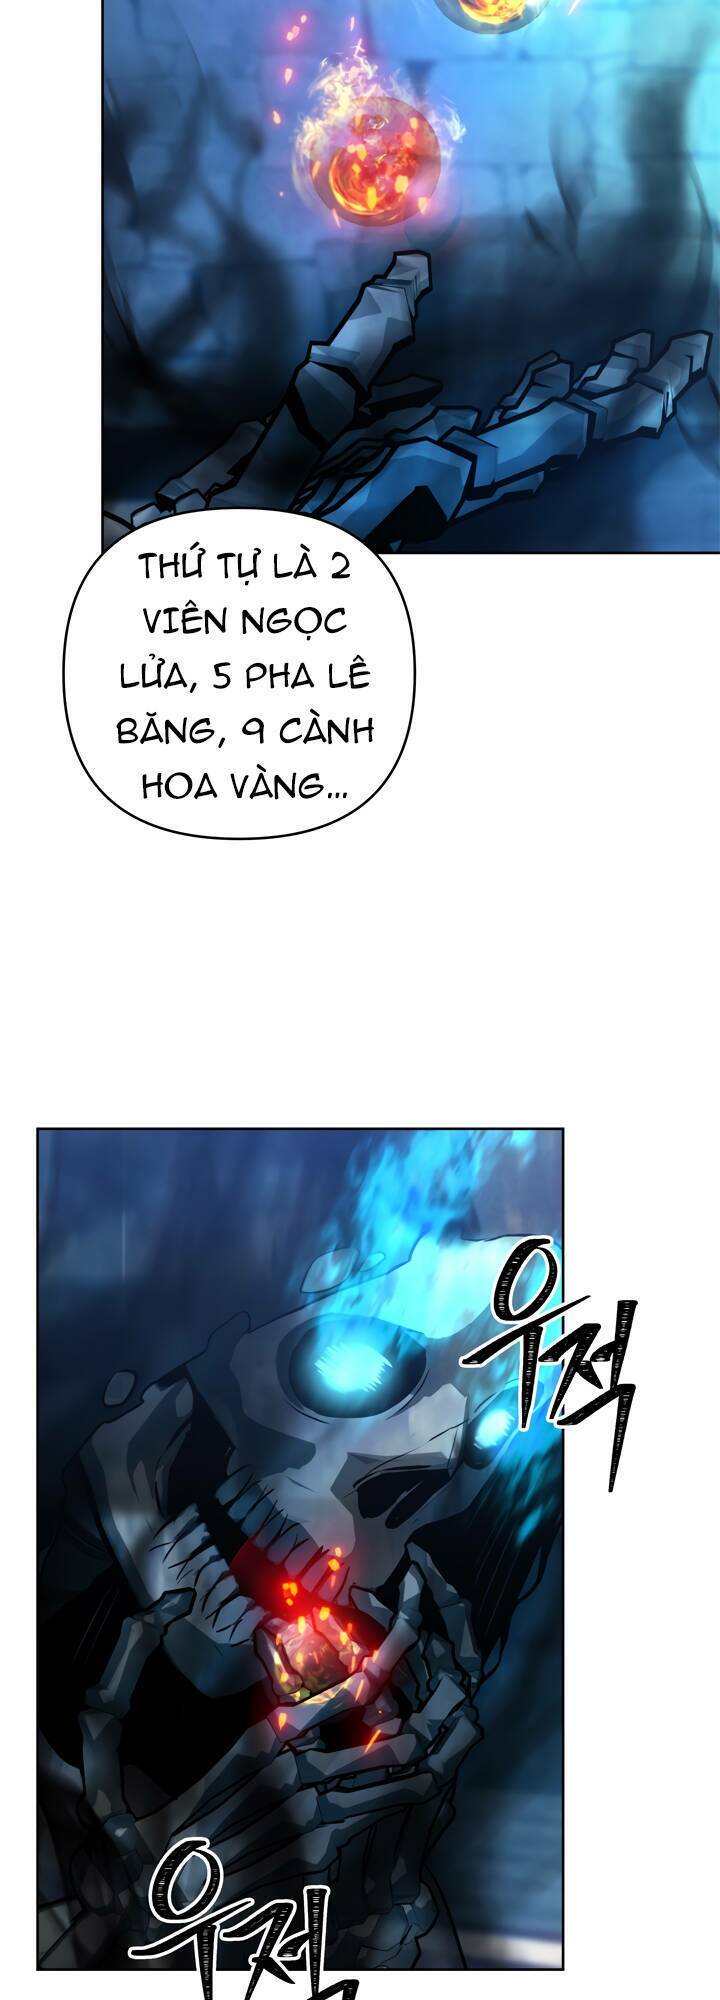 THỨ TỰ LÀ 2
VIÊN NGỌC
LỬA, 5 PHA LÊ
BĂNG, 9 CÀNH
HOA VÀNG...
우적
우적